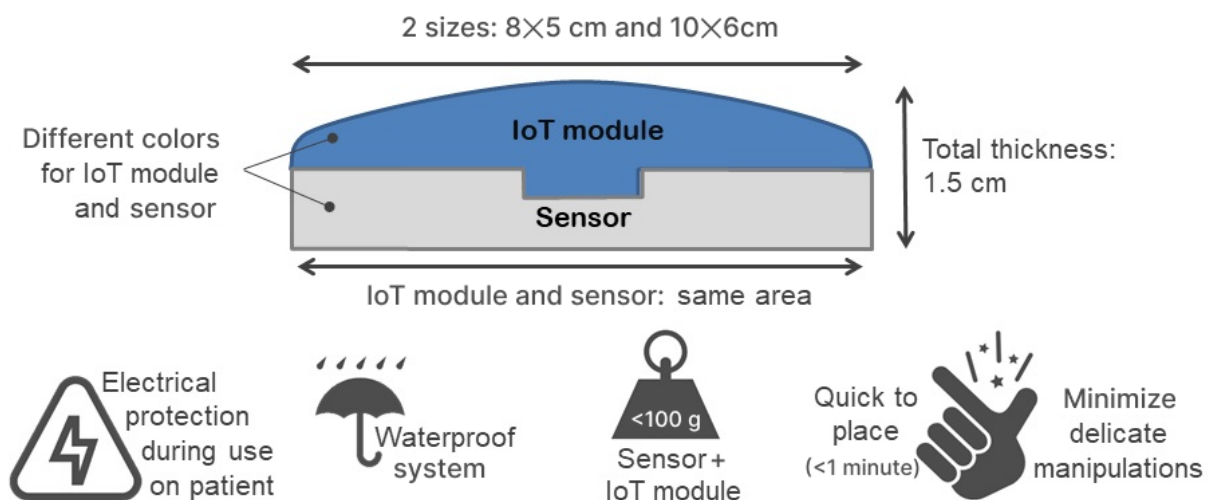 2 sizes: 8×5 cm and 10×6cm
Different colors
for IoT module
and sensor
IoT module
Sensor
Total thickness:
1.5 cm
IoT module and sensor: same area
Electrical
protection
during use
on patient
Waterproof
system
<100 g
Sensor+
IoT module
Quick to
place
(<1 minute)
Minimize
delicate
manipulations